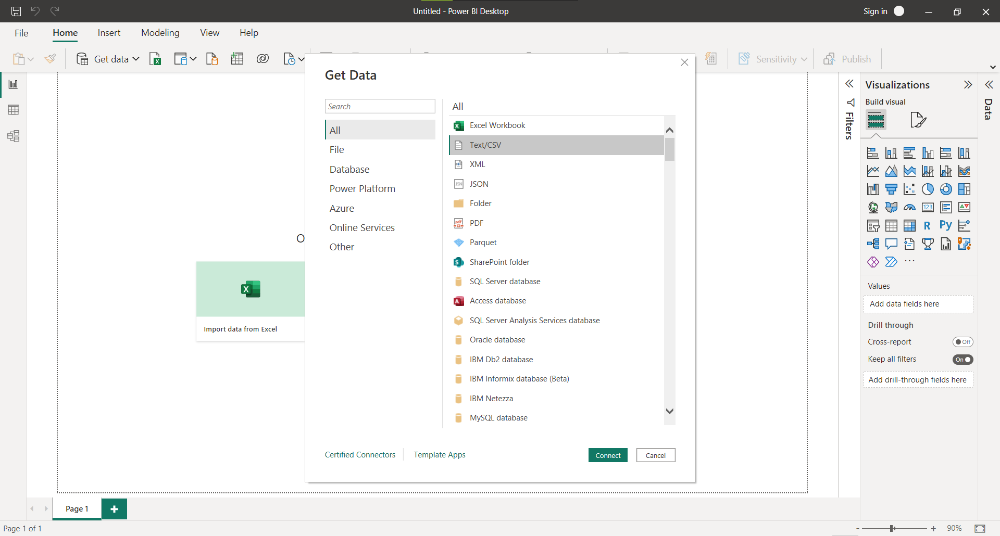 Untitled - Power BI Desktop
Sign in
File Home Insert Modeling View Help
Get data
Sensitivity
Publish
Get Data
Search
All
File
Database
Power Platform
Azure
Online Services
Other
All
Excel Workbook
Text/CSV
XML
JSON
Folder
PDF
Parquet
SharePoint folder
SQL Server database
Access database
SQL Server Analysis Services database
Oracle database
IBM Db2 database
IBM Informix database (Beta)
IBM Netezza
MySQL database
Certified Connectors
Template Apps
Connect
Cancel
O
Import data from Excel
Filters
Visualizations
Build visual
123
R
Py
Values
Add data fields here
Drill through
Cross-report
Off
Keep all filters
On
Add drill-through fields here
Data
Page 1
Page 1 of 1
90%